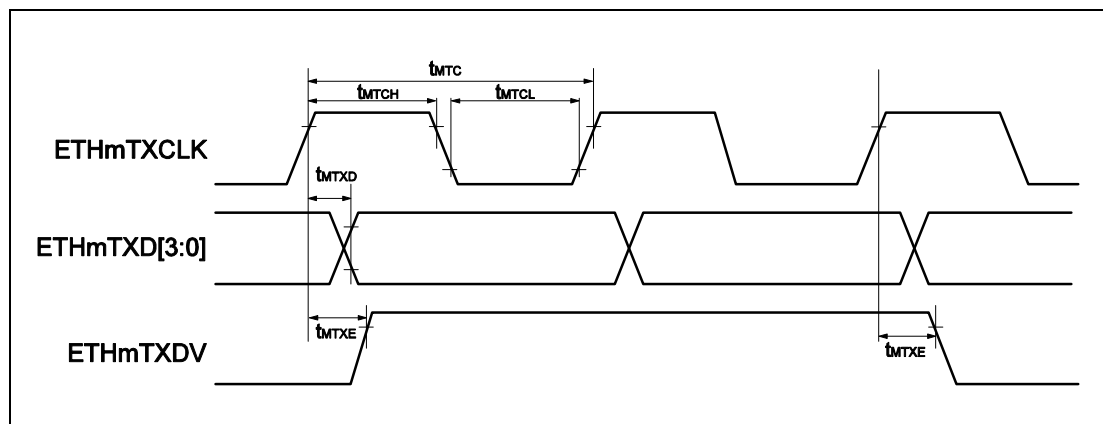 tMTC
tMTCH
tMTCL
ETHmTXCLK
tMTXD
ETHmTXD[3:0]
tMTXE
tMTXE
ETHmTXDV